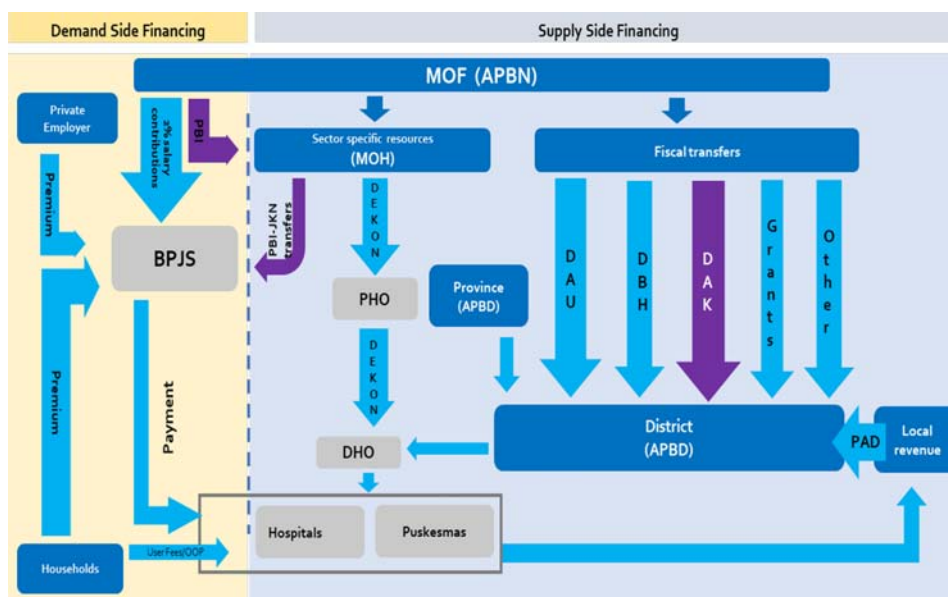 Demand Side Financing
Supply Side Financing
MOF (APBN)
Private
Employer
2% salary
contributions
PBI
Sector specific resources
(MOH)
Fiscal transfers
Premium
PBI-JKN
transfers
DEKON
DAU
DBH
DAK
Grants
Other
BPJS
PHO
Province
(APBD)
Premium
Payment
DEKON
District
(APBD)
PAD
Local
revenue
DHO
Hospitals
Puskesmas
User Fees/OOP
Households